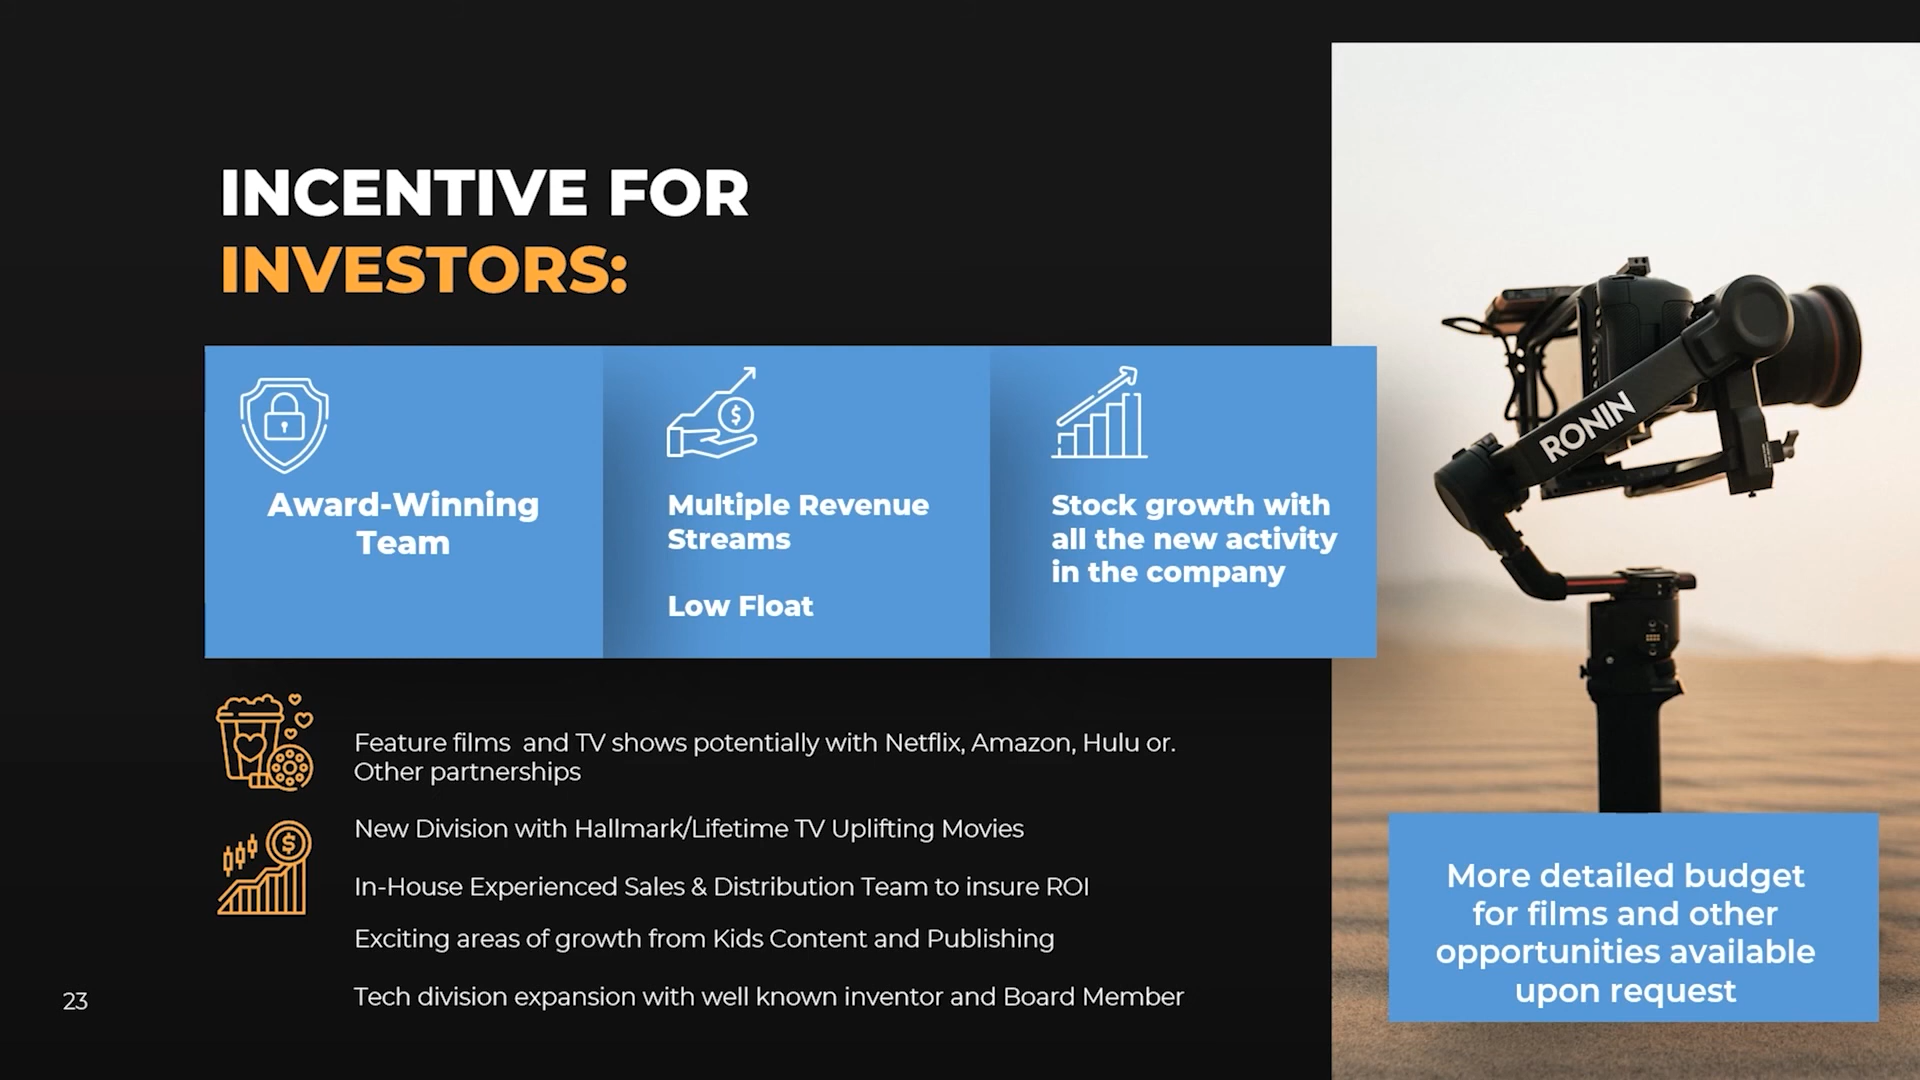 INCENTIVE FOR
INVESTORS:
Award-Winning
Team
Multiple Revenue
Streams
Low Float
Stock growth with
all the new activity
in the company
Feature films  and TV shows potentially with Netflix, Amazon, Hulu or.
Other partnerships
New Division with Hallmark/Lifetime TV Uplifting Movies
In-House Experienced Sales & Distribution Team to insure ROI
Exciting areas of growth from Kids Content and Publishing
Tech division expansion with well known inventor and Board Member
RONIN
More detailed budget
for films and other
opportunities available
upon request
23